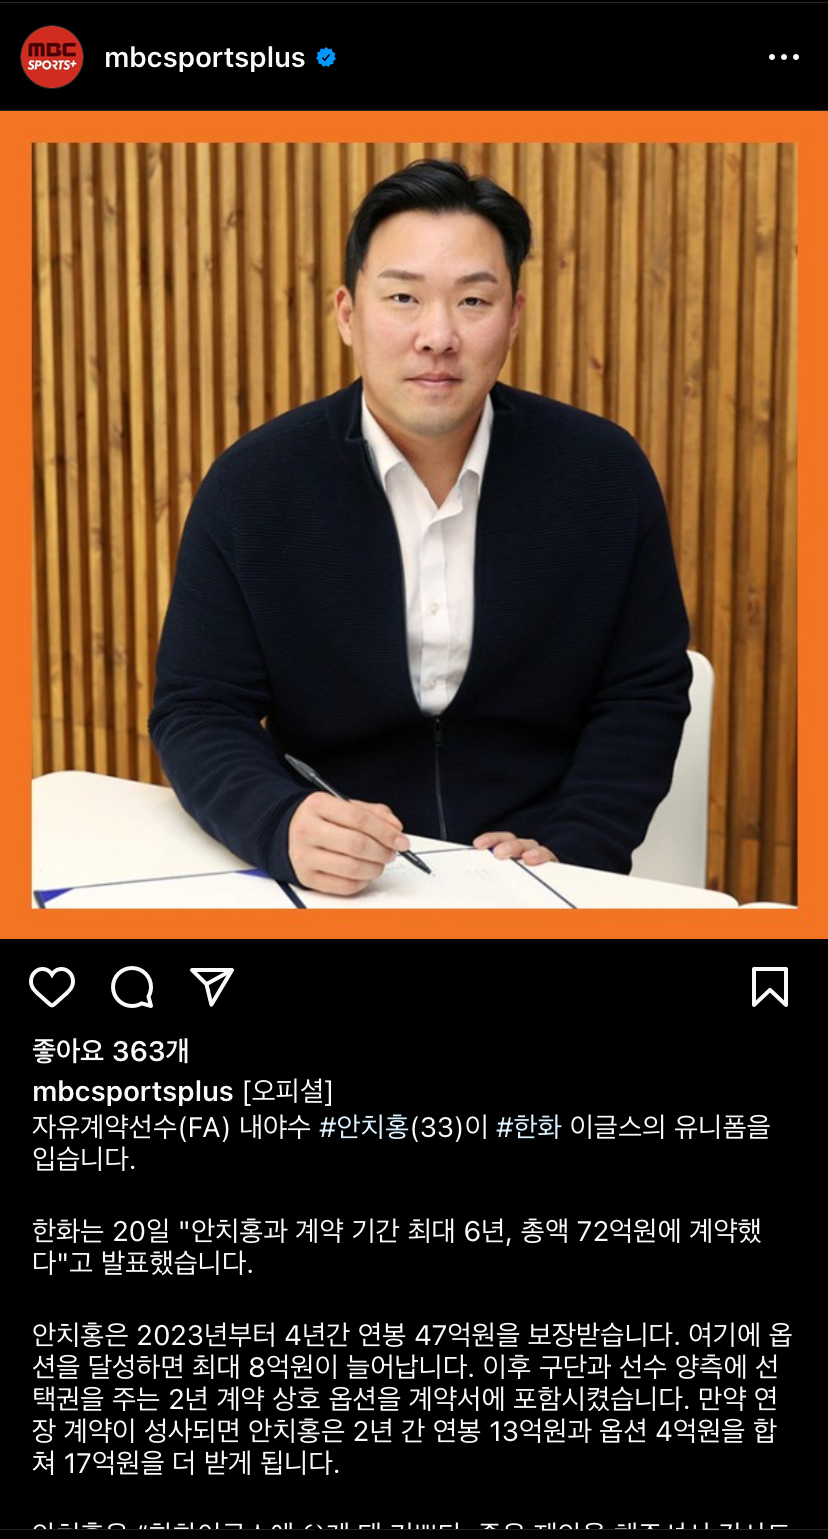 MBC
SPORTS+
mbcsportsplus
좋아요 363개
mbcsportsplus [오피셜]
자유계약선수(FA) 내야수 #안치홍(33)이 #한화 이글스의 유니폼을
입습니다.
한화는 20일 "안치홍과 계약 기간 최대 6년, 총액 72억원에 계약했
다"고 발표했습니다.
안치홍은 2023년부터 4년간 연봉 47억원을 보장받습니다. 여기에 옵
션을 달성하면 최대 8억원이 늘어납니다. 이후 구단과 선수 양측에 선
택권을 주는 2년 계약 상호 옵션을 계약서에 포함시켰습니다. 만약 연
장 계약이 성사되면 안치홍은 2년 간 연봉 13억원과 옵션 4억원을 합
쳐 17억원을 더 받게 됩니다.